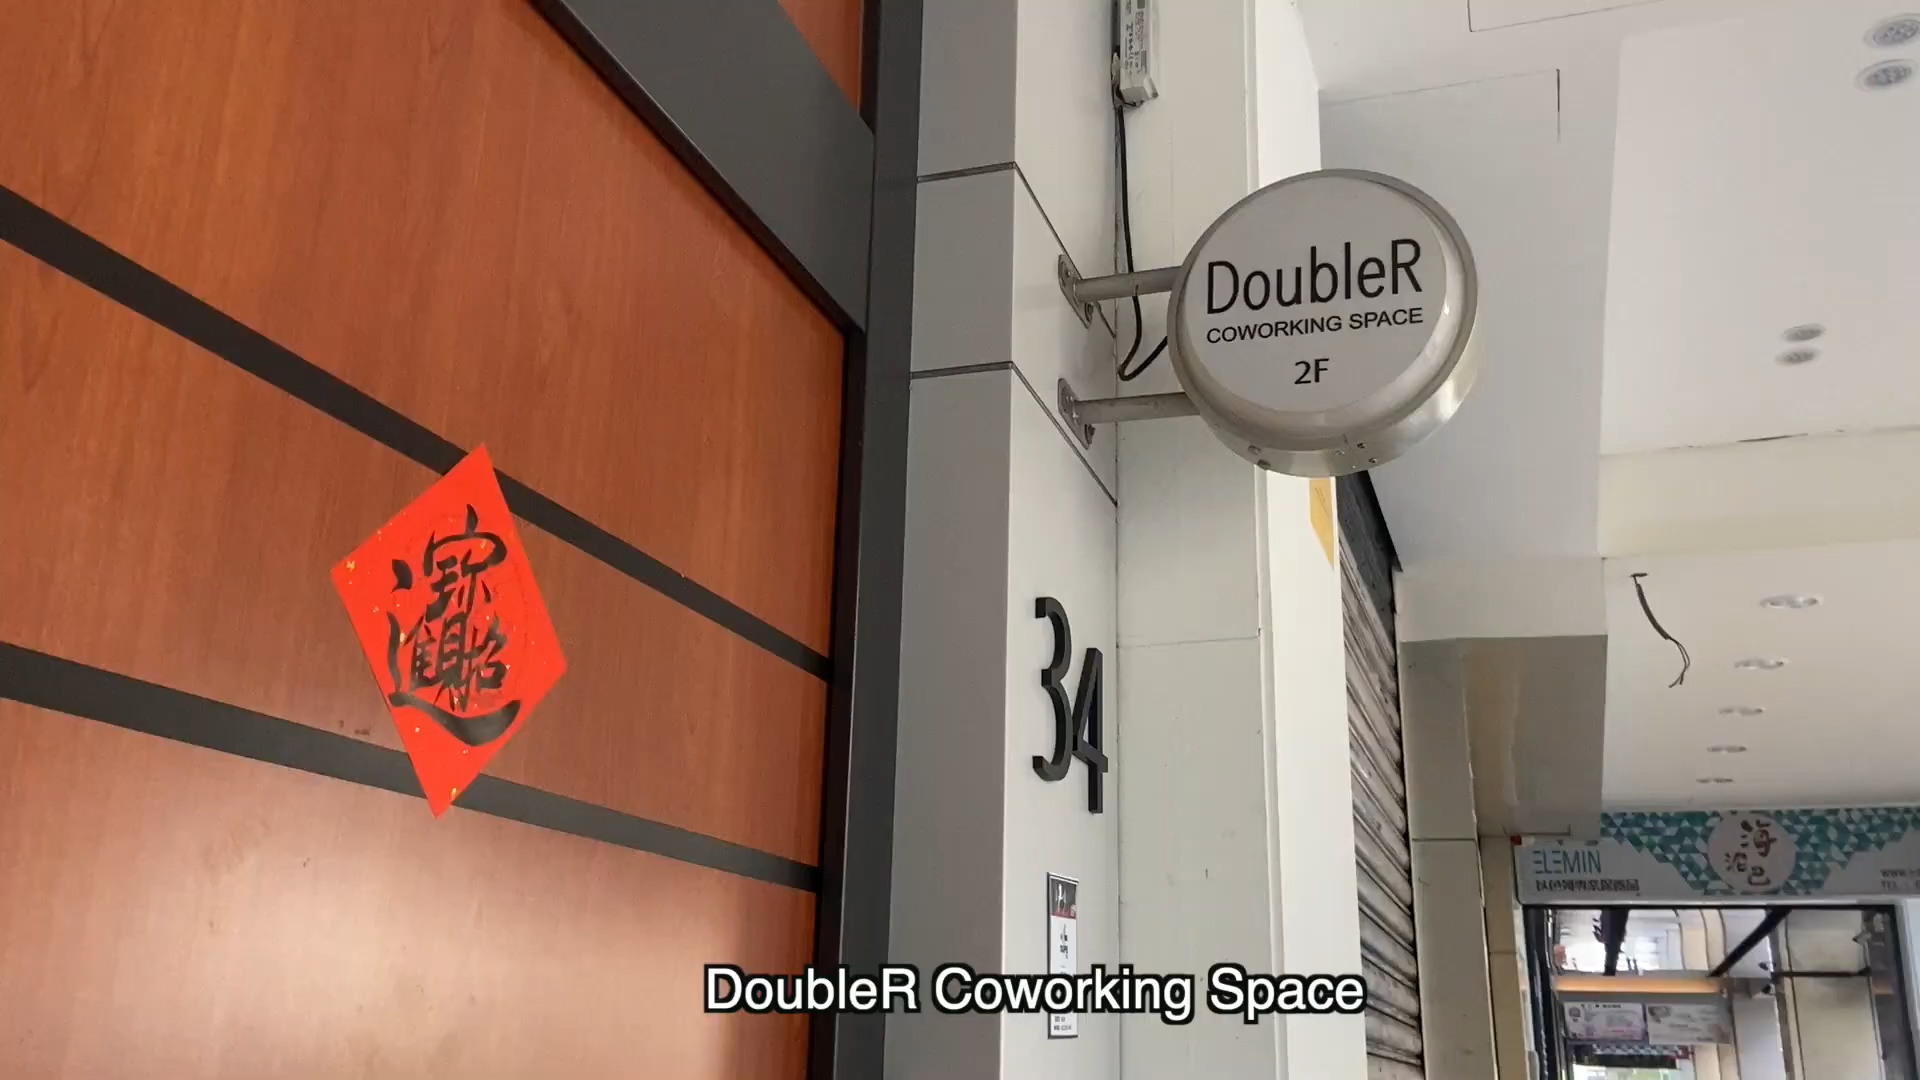 DoubleR
COWORKING SPACE
2F
招財進寶
34
ELEMIN
DoubleR Coworking Space